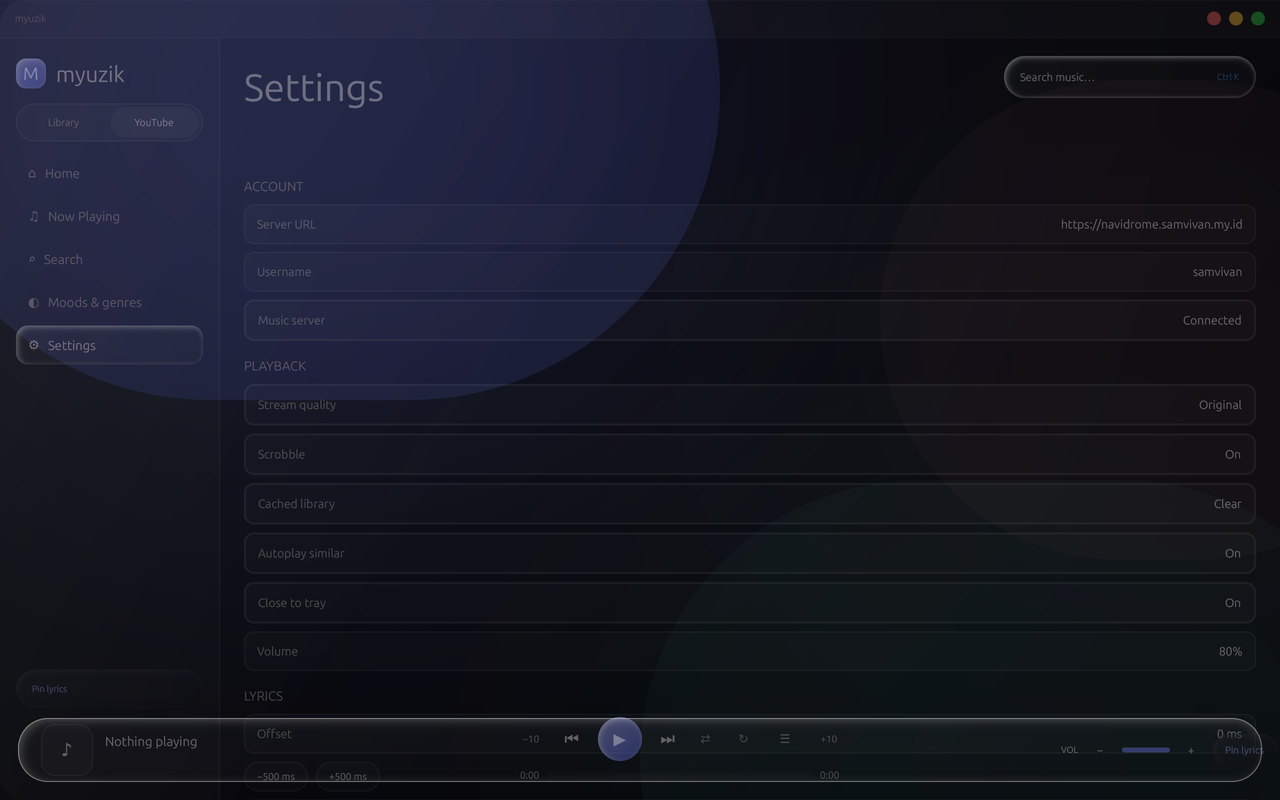 myuzik
M myuzik
Library YouTube
Home
Now Playing
Search
Moods & genres
Settings
Pin lyrics
Settings
Search music… Ctrl K
ACCOUNT
Server URL https://navidrome.samvivan.my.id
Username samvivan
Music server Connected
PLAYBACK
Stream quality Original
Scrobble On
Cached library Clear
Autoplay similar On
Close to tray On
Volume 80%
LYRICS
Offset 0 ms
−500 ms +500 ms
Nothing playing
−10 +10
0:00 0:00
VOL − + Pin lyrics